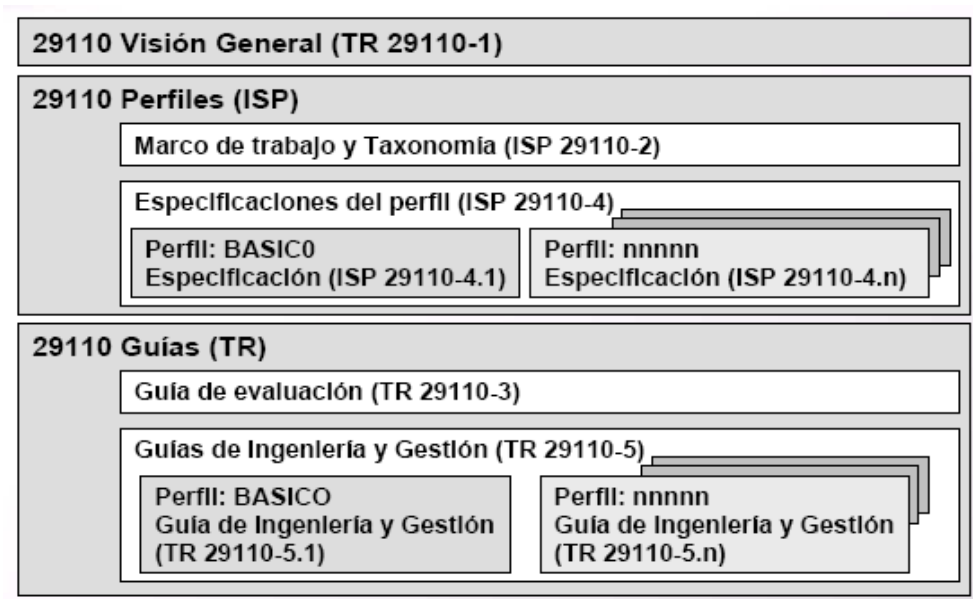 29110 Visión General (TR 29110-1)
29110 Perfiles (ISP)
Marco de trabajo y Taxonomía (ISP 29110-2)
Especificaciones del perfil (ISP 29110-4)
Perfil: BASIC0
Especificación (ISP 29110-4.1)
Perfil: nnnnn
Especificación (ISP 29110-4.n)
29110 Guías (TR)
Guía de evaluación (TR 29110-3)
Guías de Ingeniería y Gestión (TR 29110-5)
Perfil: BASICO
Guía de Ingeniería y Gestión
(TR 29110-5.1)
Perfil: nnnnn
Guía de Ingeniería y Gestión
(TR 29110-5.n)